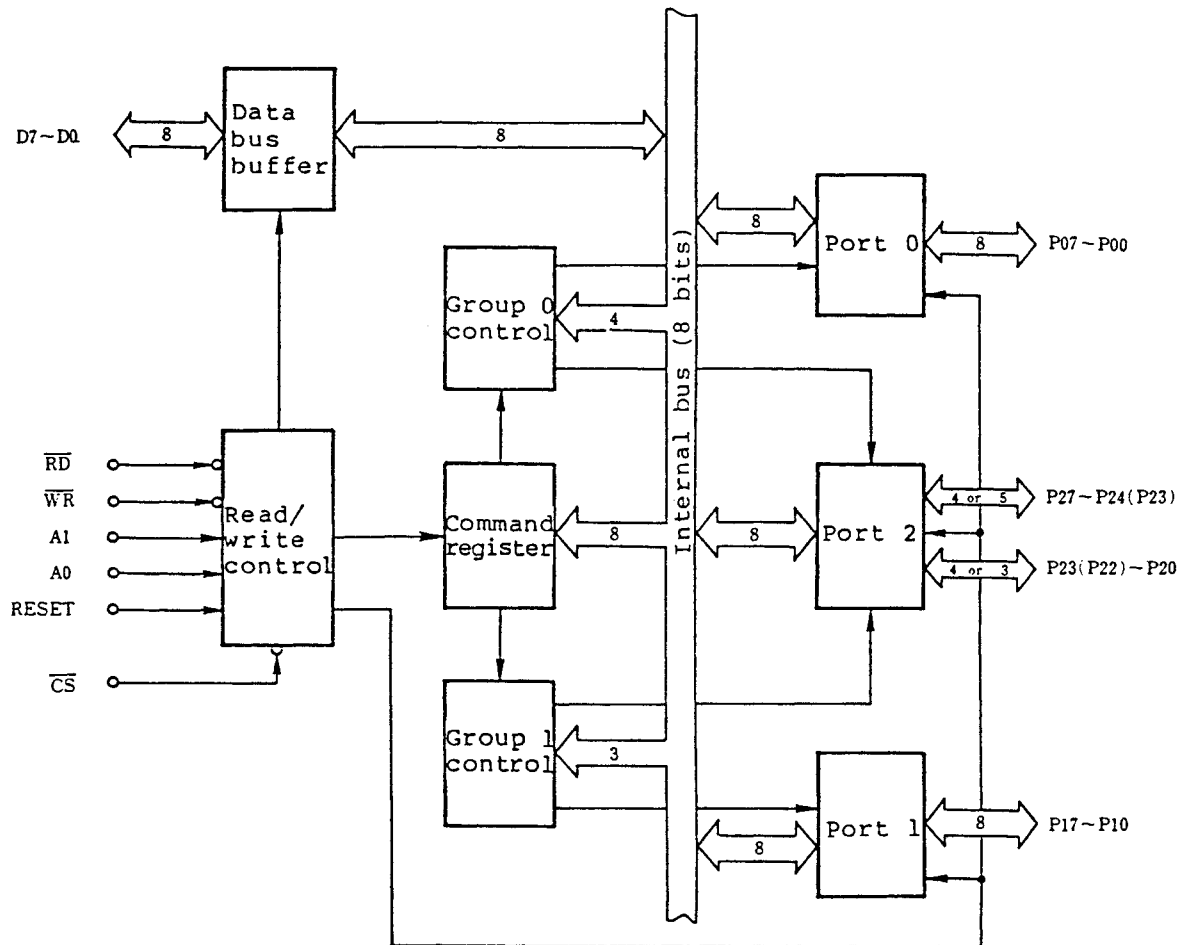 Data
bus
buffer
D7~D0
8
8
Internal bus (8 bits)
8
Port 0
8
P07~P00
Group 0
control
4
RD
WR
A1
A0
RESET
CS
Read/
write
control
Command
register
8
8
Port 2
4 or 5
P27~P24(P23)
4 or 3
P23(P22)~P20
Group 1
control
3
8
Port 1
8
P17~P10